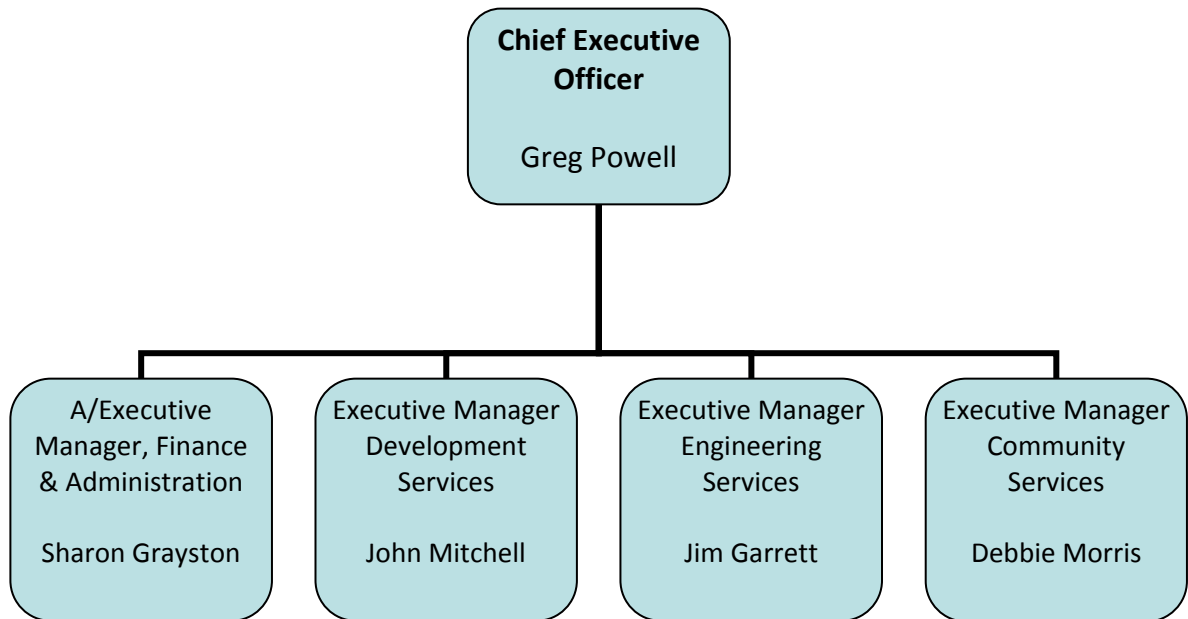 Chief Executive
Officer
Greg Powell
A/Executive
Manager, Finance
& Administration
Sharon Grayston
Executive Manager
Development
Services
John Mitchell
Executive Manager
Engineering
Services
Jim Garrett
Executive Manager
Community
Services
Debbie Morris